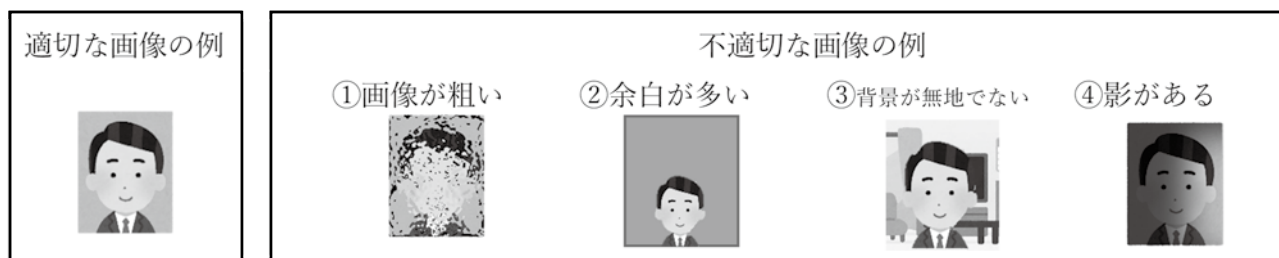 適切な画像の例
不適切な画像の例
①画像が粗い
②余白が多い
③背景が無地でない
④影がある